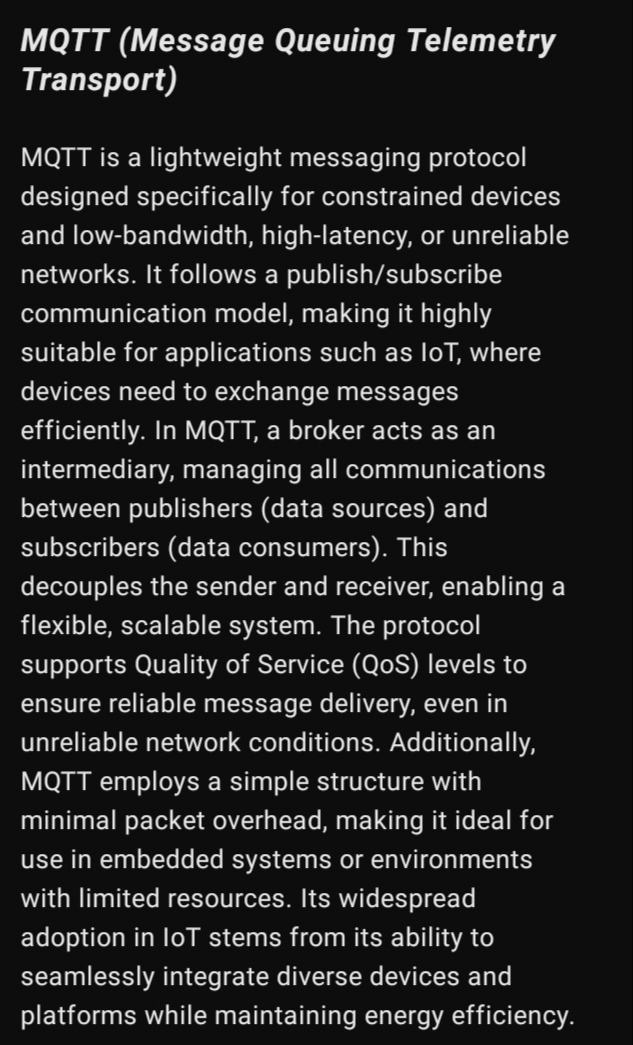 MQTT (Message Queuing Telemetry
Transport)
MQTT is a lightweight messaging protocol
designed specifically for constrained devices
and low-bandwidth, high-latency, or unreliable
networks. It follows a publish/subscribe
communication model, making it highly
suitable for applications such as IoT, where
devices need to exchange messages
efficiently. In MQTT, a broker acts as an
intermediary, managing all communications
between publishers (data sources) and
subscribers (data consumers). This
decouples the sender and receiver, enabling a
flexible, scalable system. The protocol
supports Quality of Service (QoS) levels to
ensure reliable message delivery, even in
unreliable network conditions. Additionally,
MQTT employs a simple structure with
minimal packet overhead, making it ideal for
use in embedded systems or environments
with limited resources. Its widespread
adoption in IoT stems from its ability to
seamlessly integrate diverse devices and
platforms while maintaining energy efficiency.